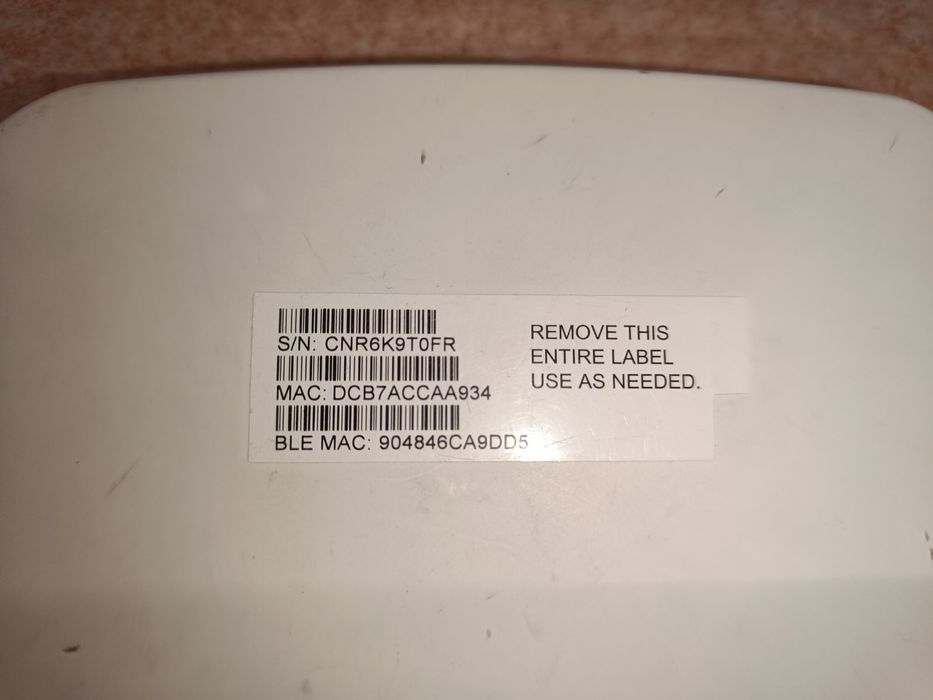 S/N: CNR6K9T0FR
MAC: DCB7ACCAA934
BLE MAC: 904846CA9DD5
REMOVE THIS
ENTIRE LABEL
USE AS NEEDED.